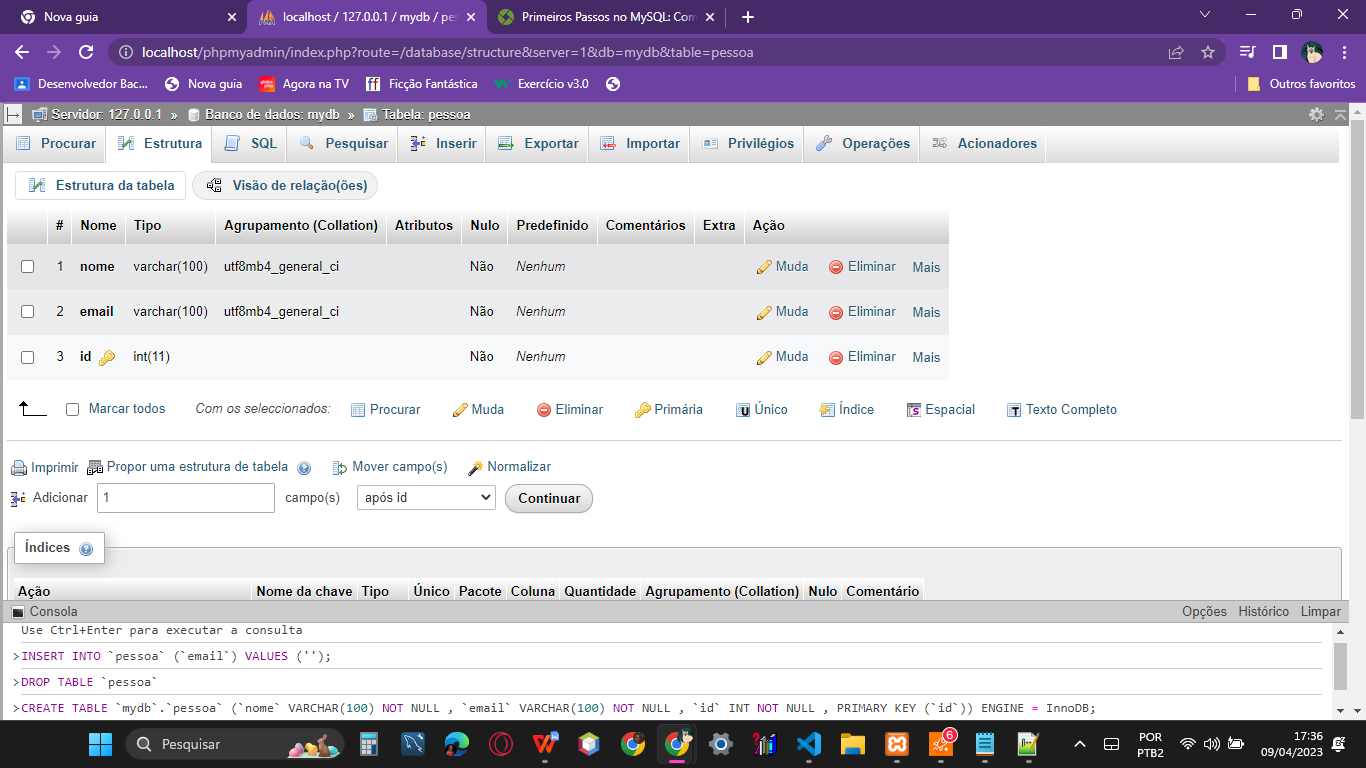 Nova guia
localhost / 127.0.0.1 / mydb / pes
Primeiros Passos no MySQL: Com
localhost/phpmyadmin/index.php?route=/database/structure&server=1&db=mydb&table=pessoa
Desenvolvedor Bac... Nova guia Agora na TV Ficção Fantástica Exercício v3.0 Outros favoritos
Servidor: 127.0.0.1 » Banco de dados: mydb » Tabela: pessoa
Procurar Estrutura SQL Pesquisar Inserir Exportar Importar Privilégios Operações Acionadores
Estrutura da tabela Visão de relação(ões)
# Nome Tipo Agrupamento (Collation) Atributos Nulo Predefinido Comentários Extra Ação
1 nome varchar(100) utf8mb4_general_ci Não Nenhum Muda Eliminar Mais
2 email varchar(100) utf8mb4_general_ci Não Nenhum Muda Eliminar Mais
3 id int(11) Não Nenhum Muda Eliminar Mais
Marcar todos Com os seleccionados: Procurar Muda Eliminar Primária Único Índice Espacial Texto Completo
Imprimir Propor uma estrutura de tabela Mover campo(s) Normalizar
Adicionar 1 campo(s) após id Continuar
Índices
Ação Nome da chave Tipo Único Pacote Coluna Quantidade Agrupamento (Collation) Nulo Comentário
Consola Opções Histórico Limpar
Use Ctrl+Enter para executar a consulta
>INSERT INTO `pessoa` (`email`) VALUES ('');
>DROP TABLE `pessoa`
>CREATE TABLE `mydb`.`pessoa` (`nome` VARCHAR(100) NOT NULL , `email` VARCHAR(100) NOT NULL , `id` INT NOT NULL , PRIMARY KEY (`id`)) ENGINE = InnoDB;
Pesquisar
6
POR
PTB2
17:36
09/04/2023